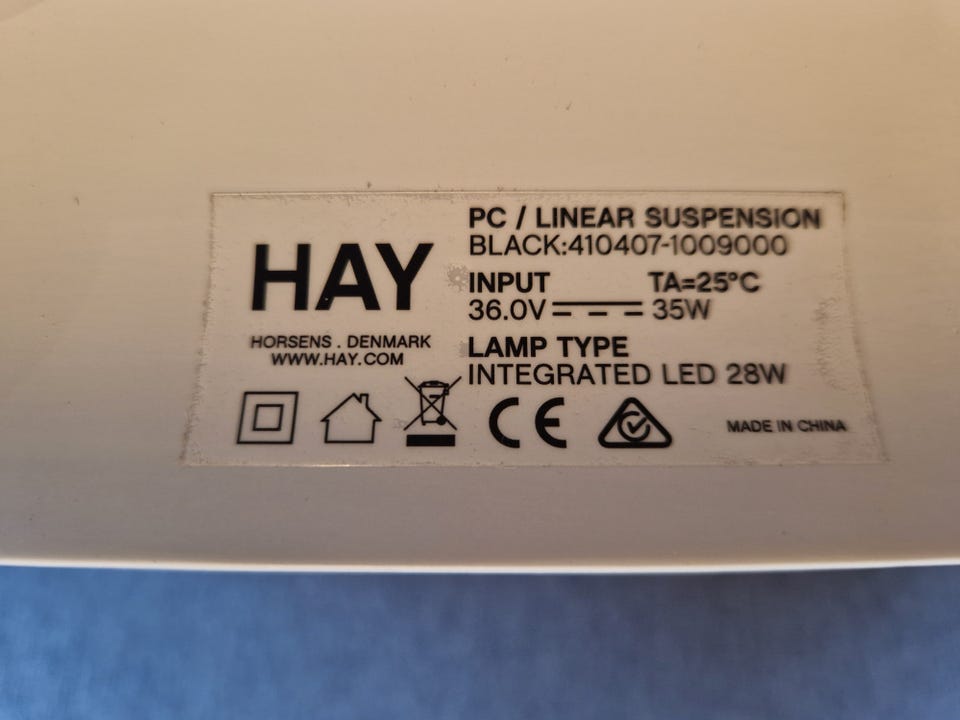 HAY
HORSENS . DENMARK
WWW.HAY.COM
PC / LINEAR SUSPENSION
BLACK:410407-1009000
INPUT TA=25°C
36.0V 35W
LAMP TYPE
INTEGRATED LED 28W
CE
MADE IN CHINA